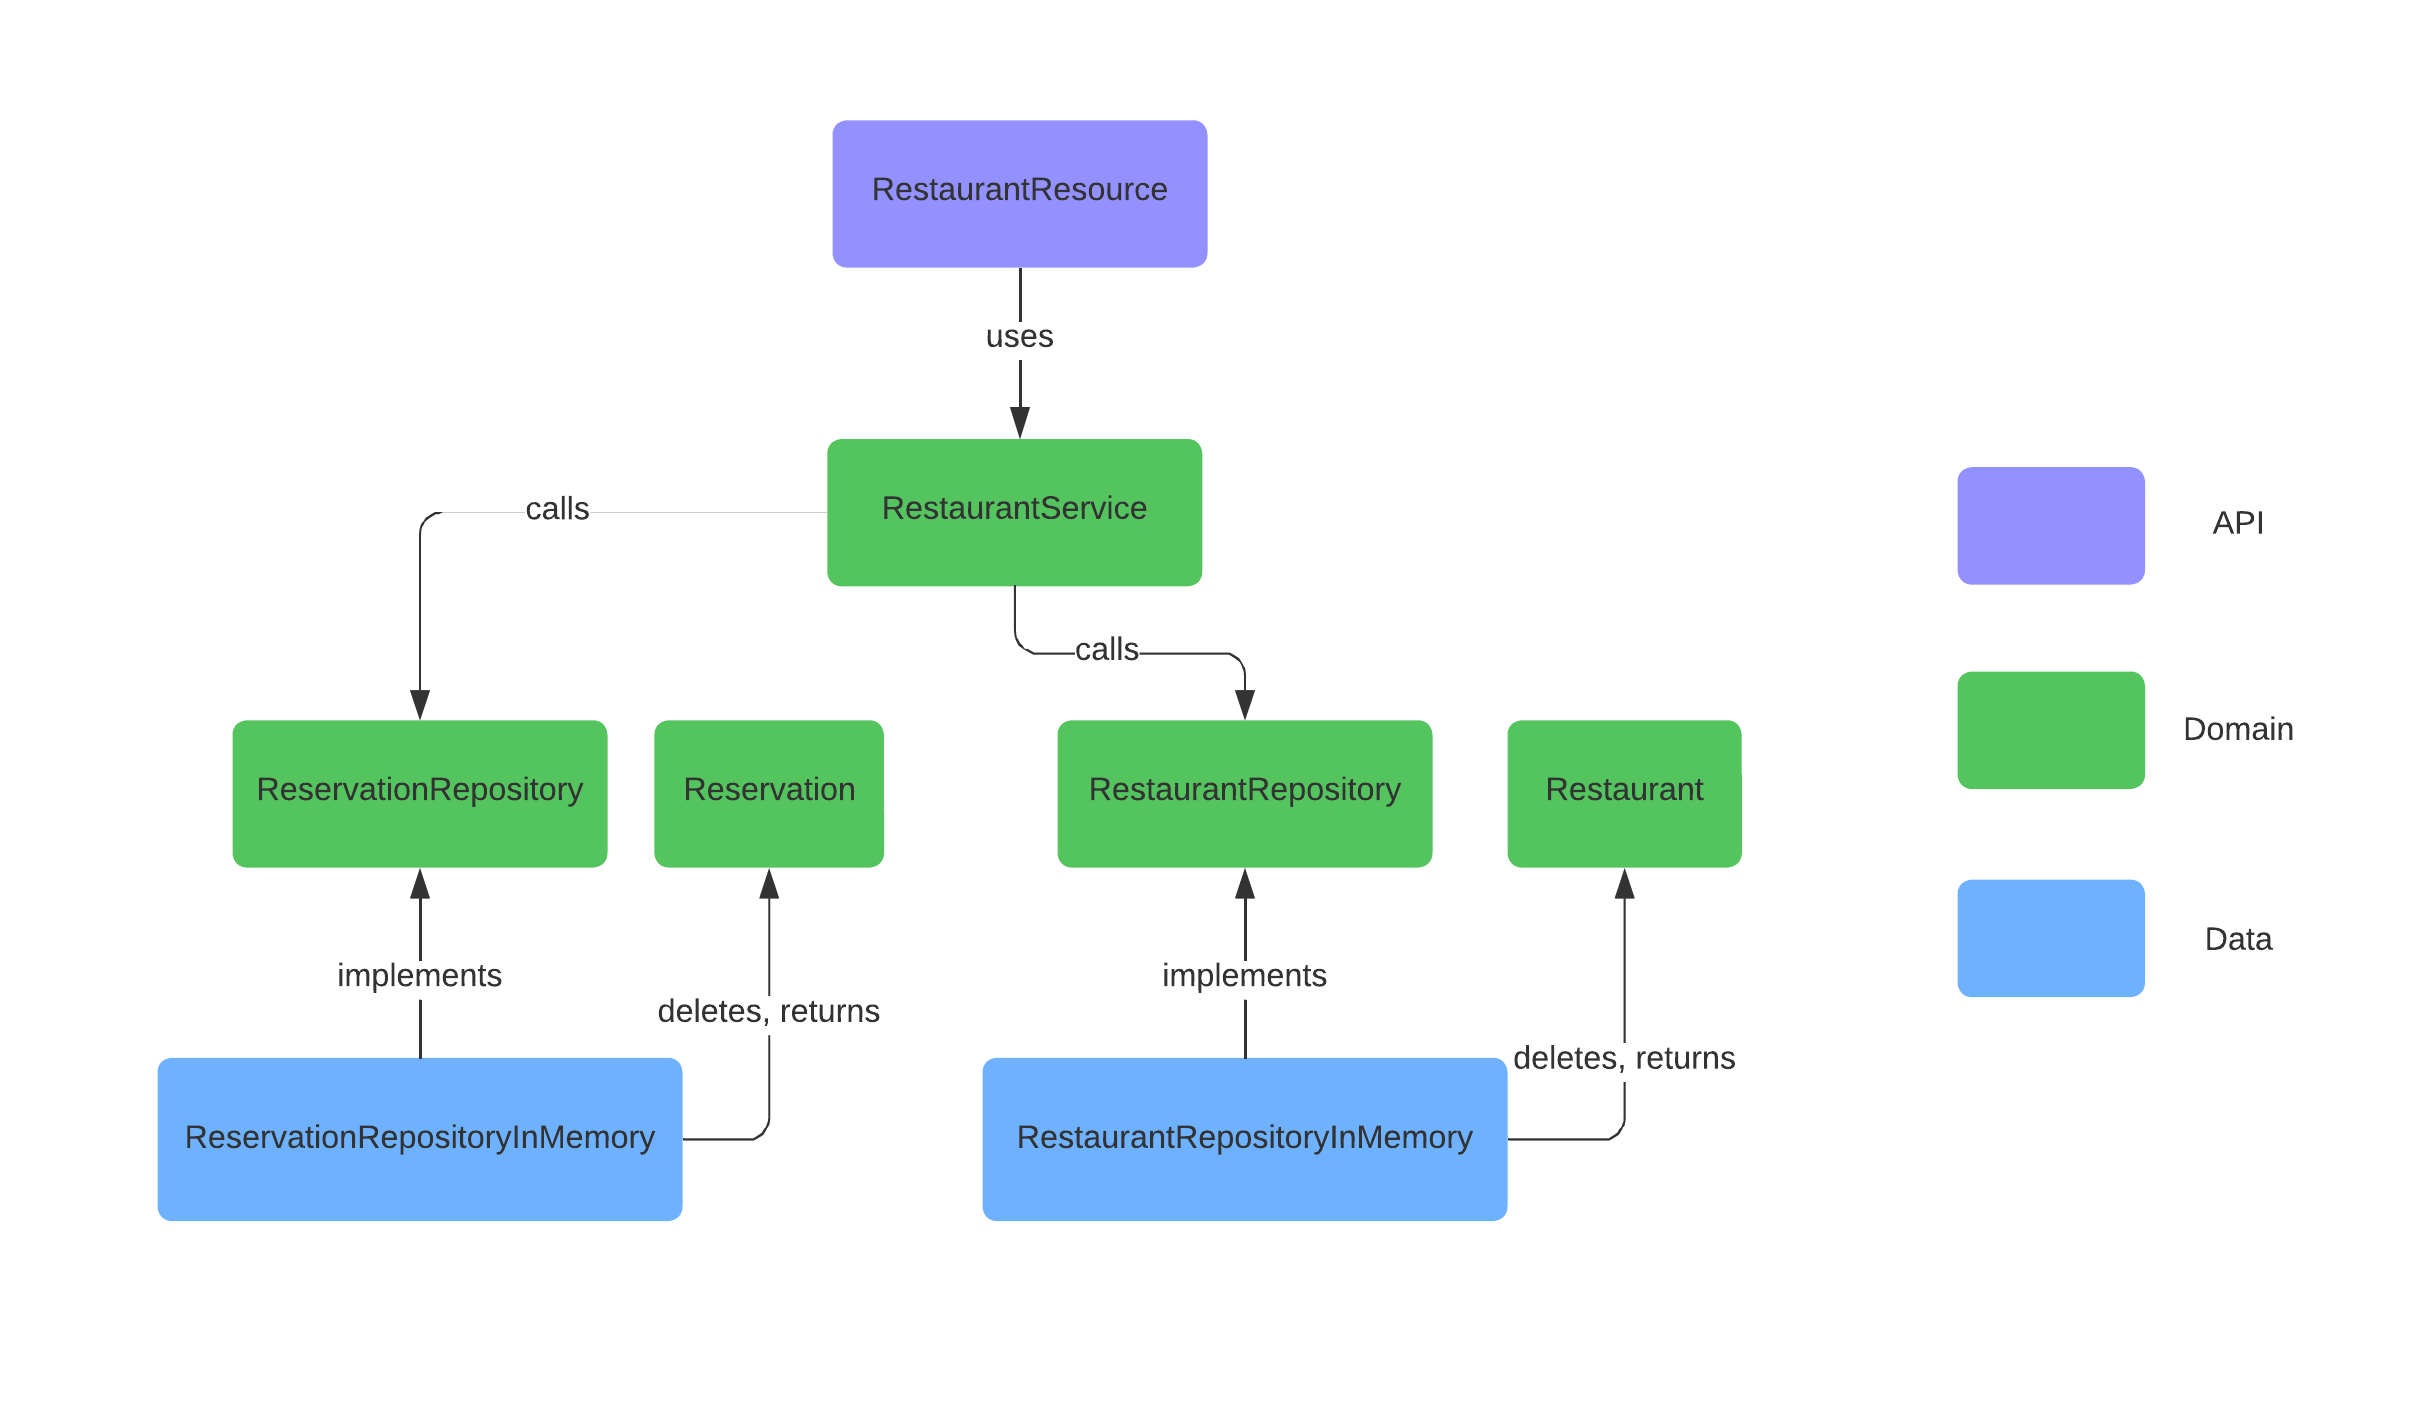 RestaurantResource
uses
RestaurantService
calls
calls
ReservationRepository
Reservation
RestaurantRepository
Restaurant
implements
deletes, returns
implements
deletes, returns
ReservationRepositoryInMemory
RestaurantRepositoryInMemory
API
Domain
Data